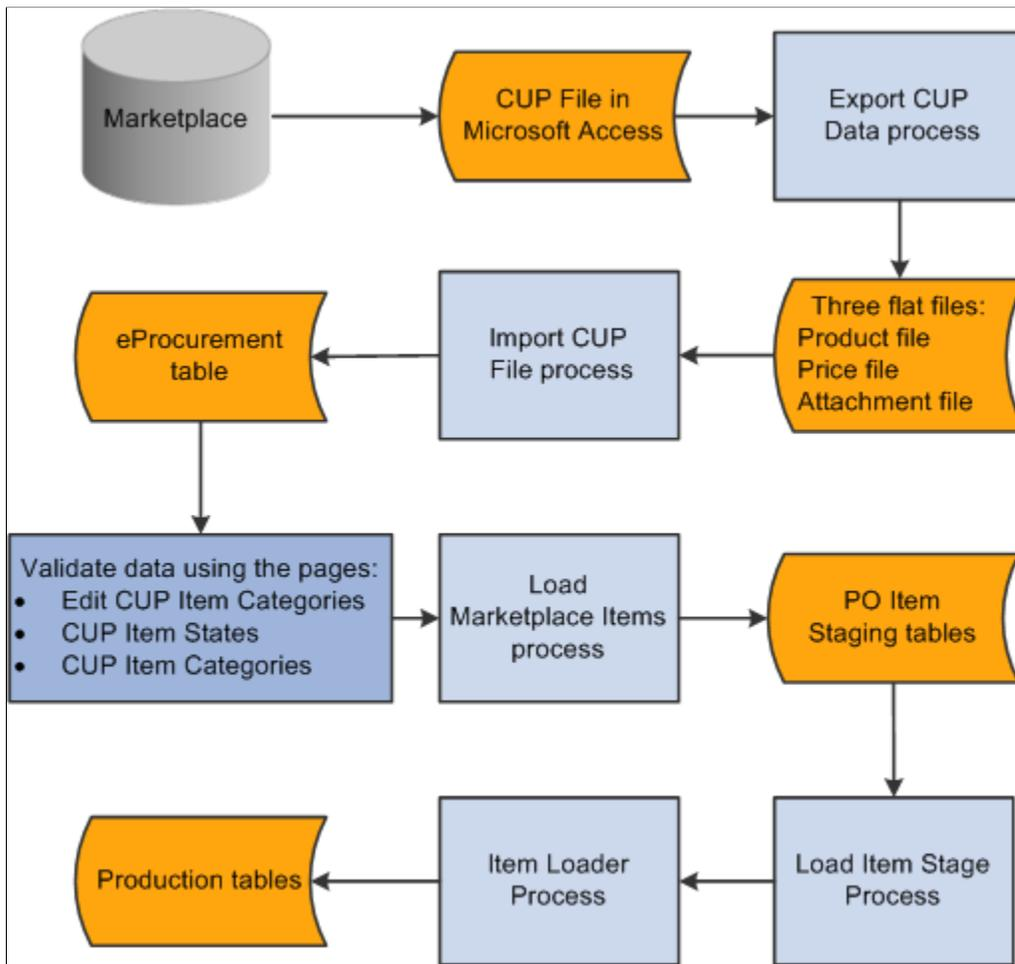 Marketplace
CUP File in
Microsoft Access
Export CUP
Data process
Three flat files:
Product file
Price file
Attachment file
Import CUP
File process
eProcurement
table
Validate data using the pages:
• Edit CUP Item Categories
• CUP Item States
• CUP Item Categories
Load
Marketplace Items
process
PO Item
Staging tables
Load Item Stage
Process
Item Loader
Process
Production tables